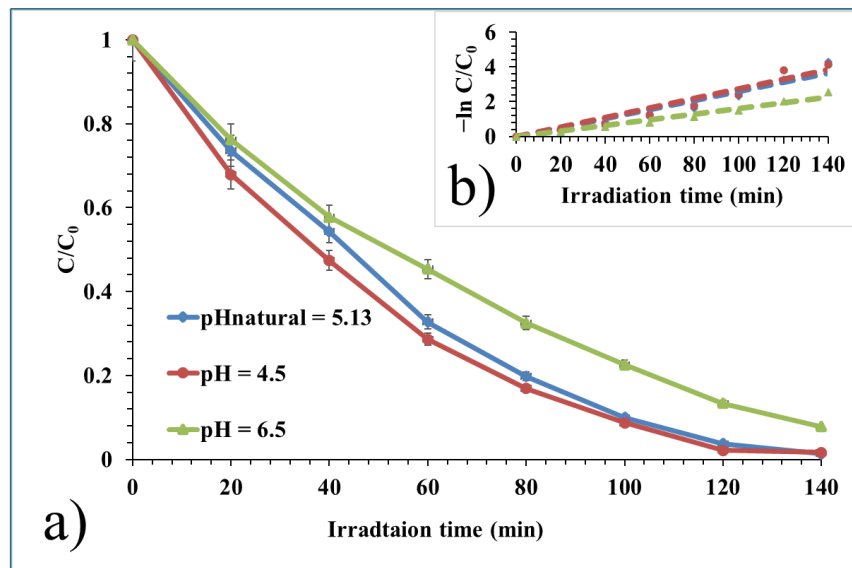 1
0.8
0.6
0.4
0.2
0
C/C0
0 20 40 60 80 100 120 140
Irradtaion time (min)
pHnatural = 5.13
pH = 4.5
pH = 6.5
a)
6
4
2
0
−ln C/C0
0 20 40 60 80 100 120 140
Irradiation time (min)
b)